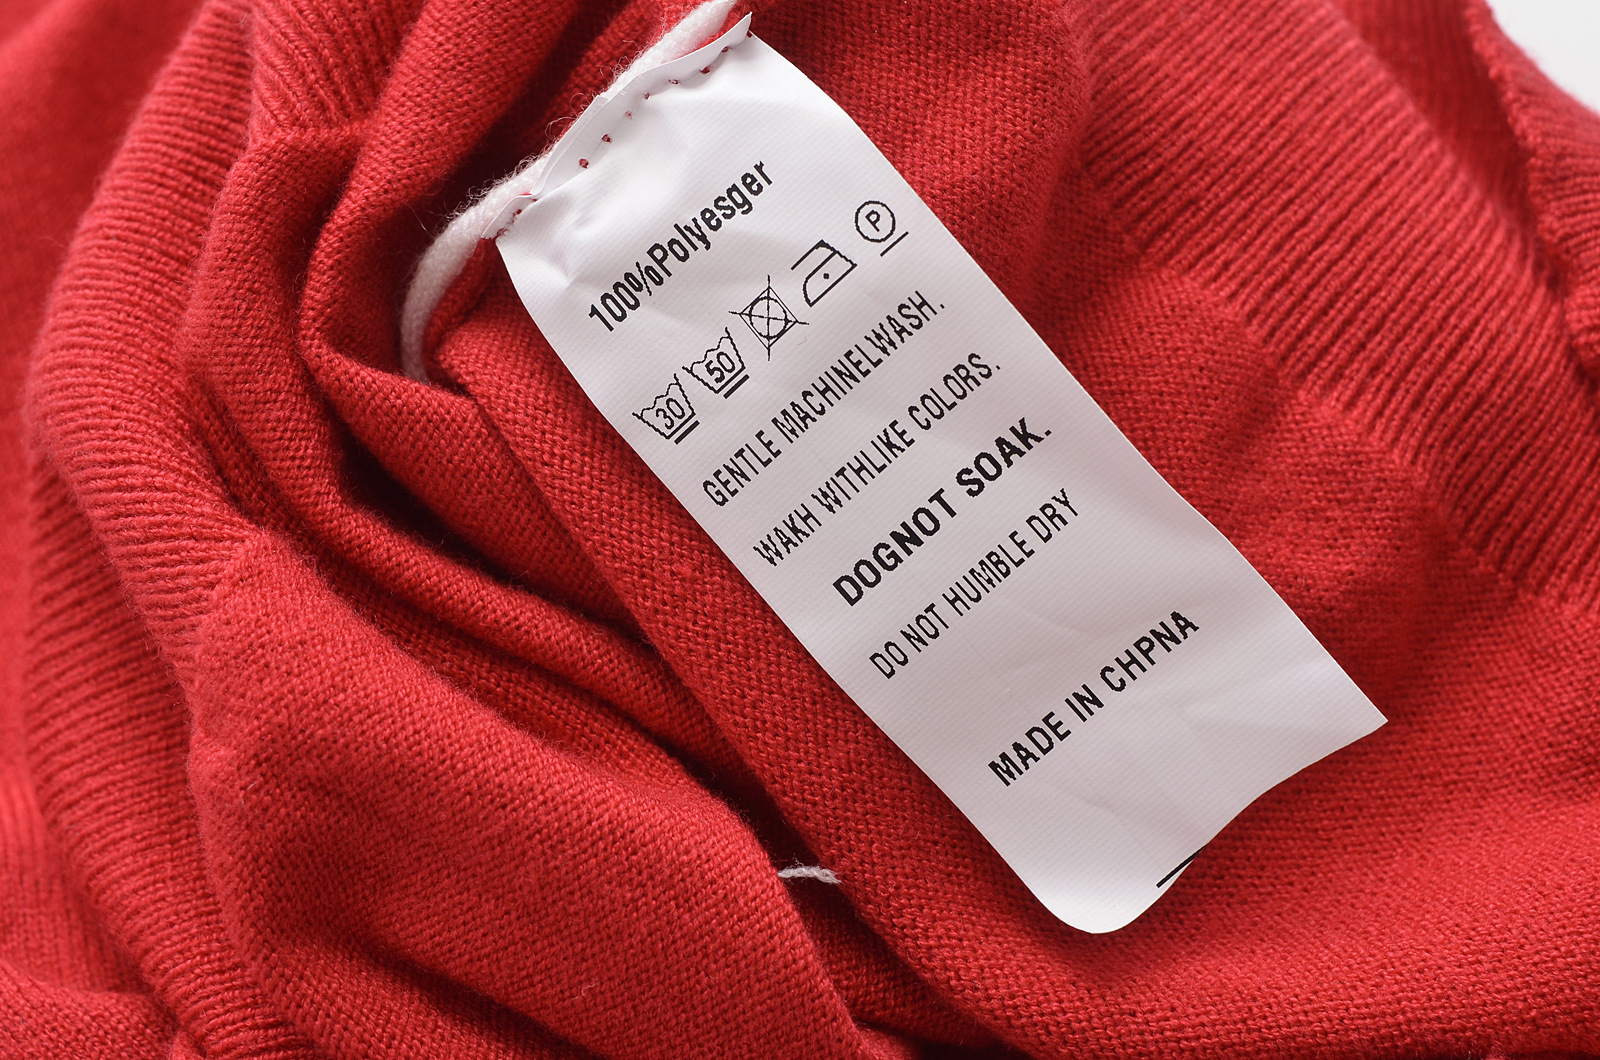 100%Polyesger
30 50 P
GENTLE MACHINELWASH.
WAKH WITHLIKE COLORS.
DOGNOT SOAK.
DO NOT HUMBLE DRY
MADE IN CHPNA